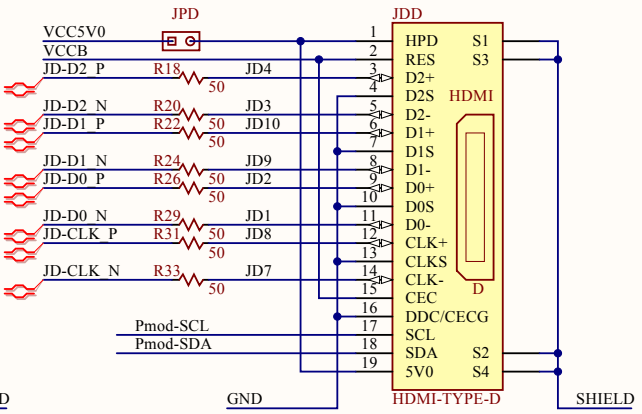 JPD JDD
VCC5V0 1 HPD S1
VCCB 2 RES S3
JD-D2_P R18 50 JD4 3 D2+
4 D2S HDMI
JD-D2_N R20 50 JD3 5 D2-
JD-D1_P R22 50 JD10 6 D1+
7 D1S
JD-D1_N R24 50 JD9 8 D1-
JD-D0_P R26 50 JD2 9 D0+
10 D0S
JD-D0_N R29 50 JD1 11 D0-
JD-CLK_P R31 50 JD8 12 CLK+
13 CLKS
JD-CLK_N R33 50 JD7 14 CLK-
15 CEC D
16 DDC/CECG
Pmod-SCL 17 SCL
Pmod-SDA 18 SDA S2
19 5V0 S4
D GND HDMI-TYPE-D SHIELD